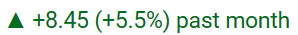 ▲ +8.45 (+5.5%) past month